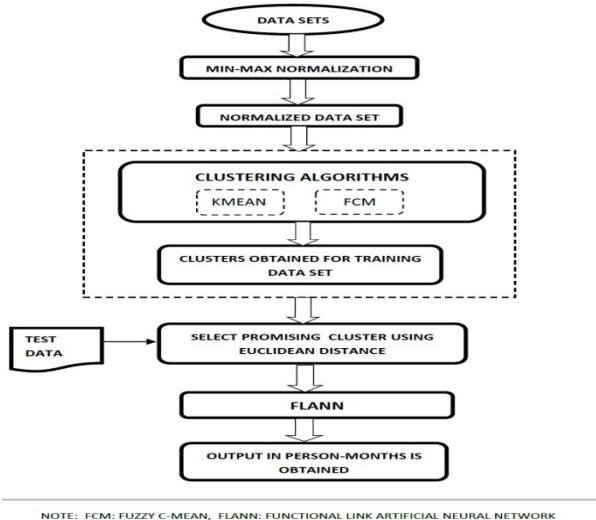 DATA SETS
MIN-MAX NORMALIZATION
NORMALIZED DATA SET
CLUSTERING ALGORITHMS
KMEAN
FCM
CLUSTERS OBTAINED FOR TRAINING
DATA SET
TEST
DATA
SELECT PROMISING CLUSTER USING
EUCLIDEAN DISTANCE
FLANN
OUTPUT IN PERSON-MONTHS IS
OBTAINED
NOTE: FCM: FUZZY C-MEAN, FLANN: FUNCTIONAL LINK ARTIFICIAL NEURAL NETWORK